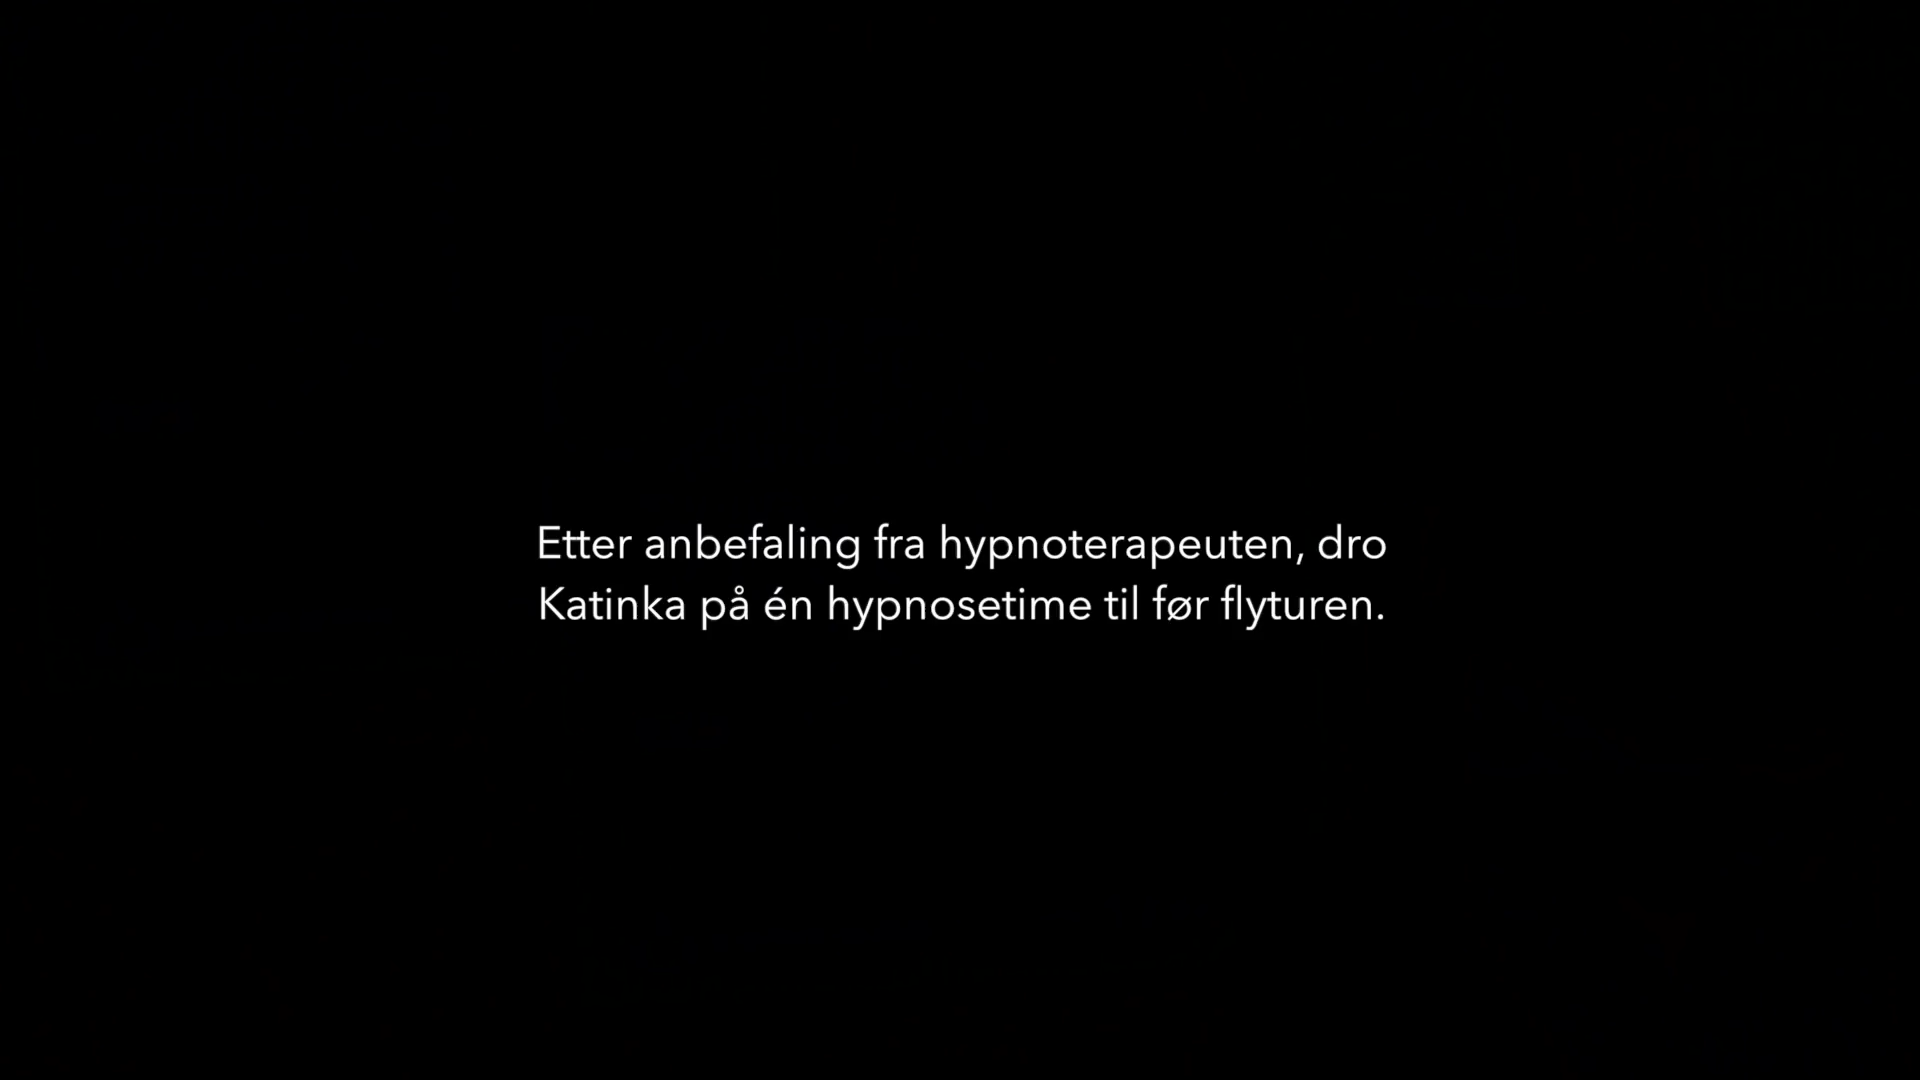 Etter anbefaling fra hypnoterapeuten, dro
Katinka på én hypnosetime til før flyturen.